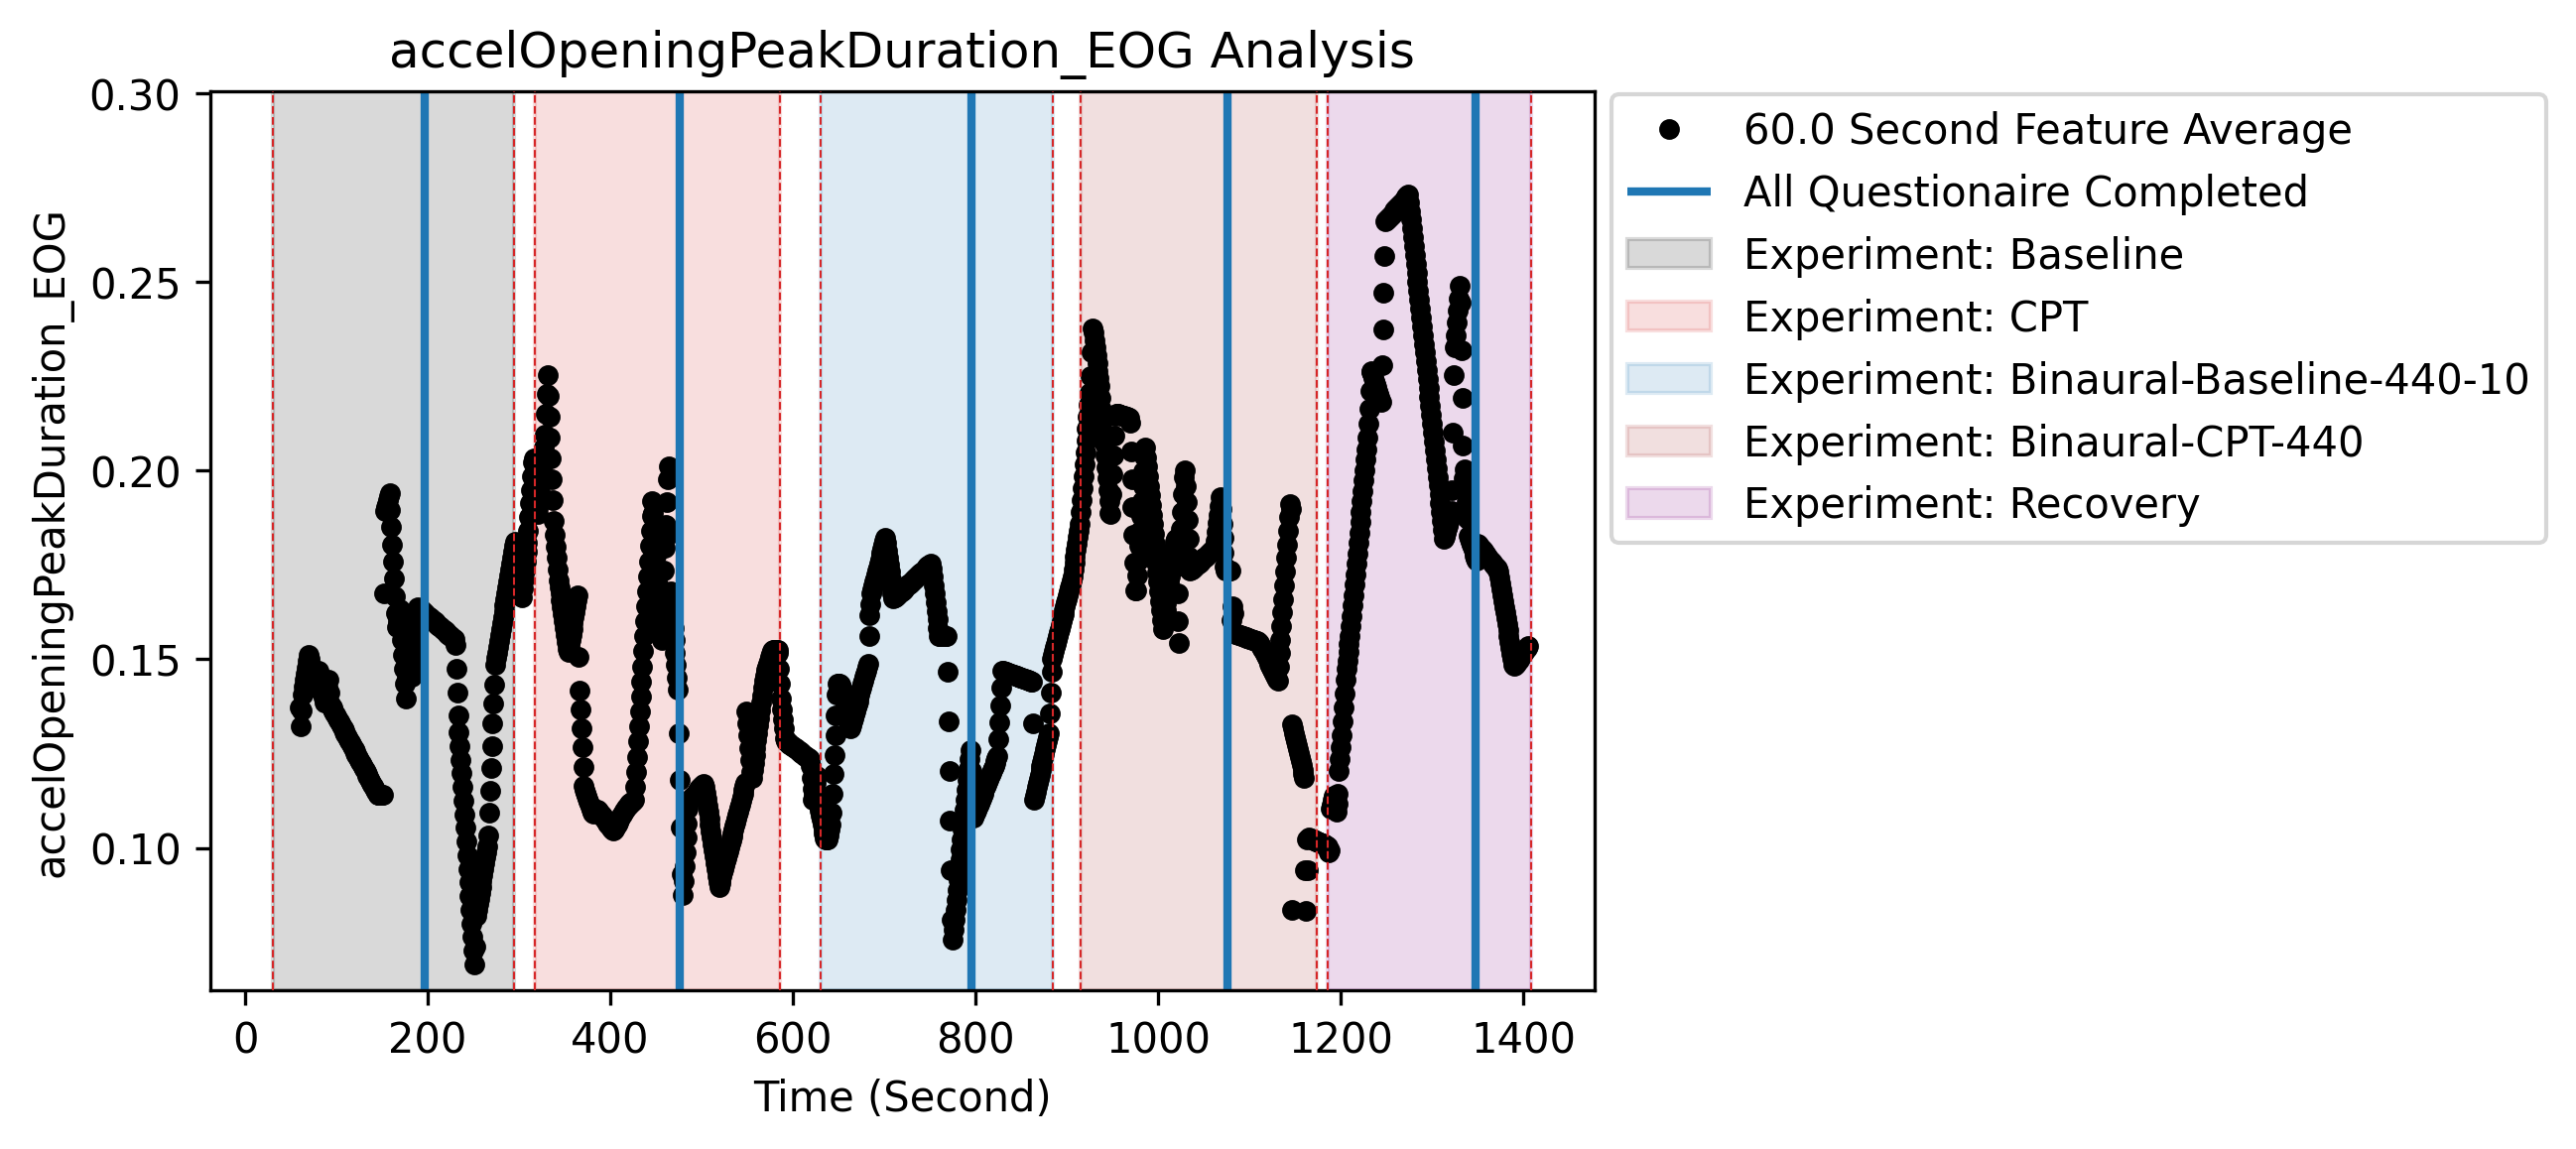 accelOpeningPeakDuration_EOG Analysis
accelOpeningPeakDuration_EOG
0.30
0.25
0.20
0.15
0.10
0 200 400 600 800 1000 1200 1400
Time (Second)
60.0 Second Feature Average
All Questionaire Completed
Experiment: Baseline
Experiment: CPT
Experiment: Binaural-Baseline-440-10
Experiment: Binaural-CPT-440
Experiment: Recovery